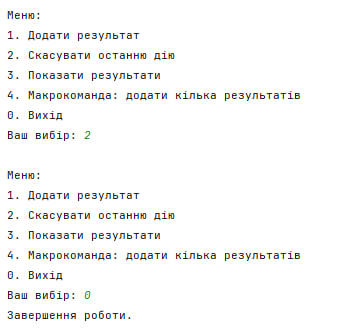 Меню:
1. Додати результат
2. Скасувати останню дію
3. Показати результати
4. Макрокоманда: додати кілька результатів
0. Вихід
Ваш вибір: 2
Меню:
1. Додати результат
2. Скасувати останню дію
3. Показати результати
4. Макрокоманда: додати кілька результатів
0. Вихід
Ваш вибір: 0
Завершення роботи.